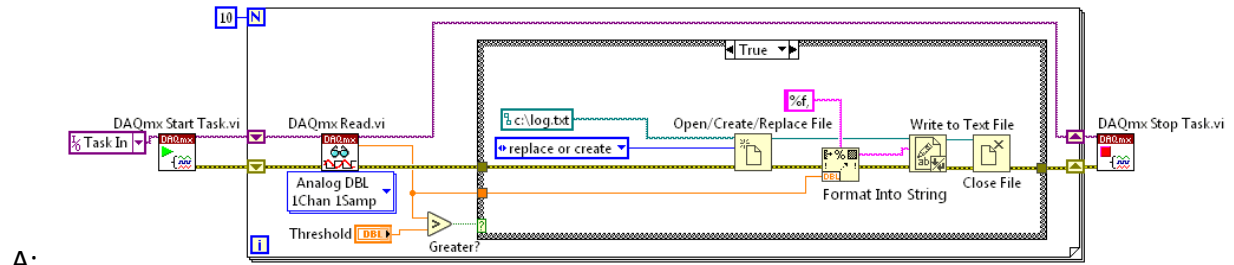 10
N
True
%f,
c:\log.txt
DAQmx Start Task.vi
DAQmx Read.vi
Open/Create/Replace File
Write to Text File
DAQmx Stop Task.vi
Task In
DAQmx
DAQmx
replace or create
DAQmx
%
ab
DBL
Close File
Analog DBL
1Chan 1Samp
Format Into String
Threshold
DBL
>
?
Greater?
i
A: